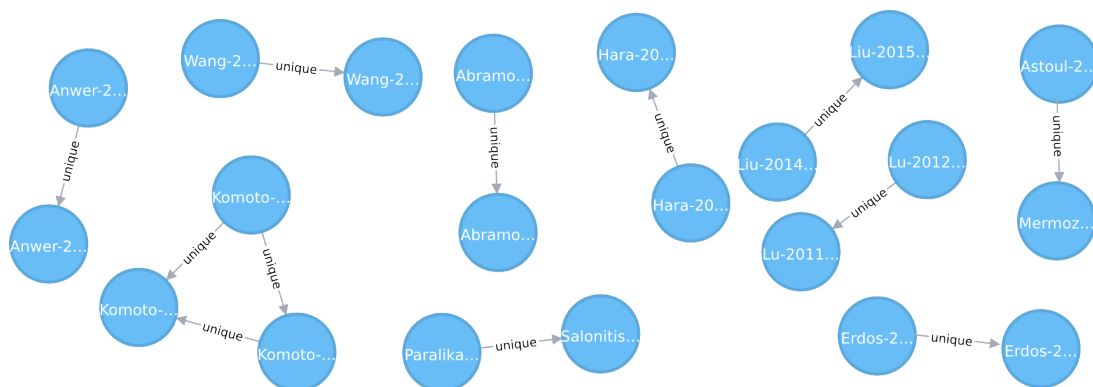 Anwer-2...
unique
Anwer-2...
Wang-2...
unique
Wang-2...
Komoto-...
unique
unique
Komoto-...
unique
Komoto-...
Abramo...
unique
Abramo...
Paralika...
unique
Salonitis...
Hara-20...
unique
Hara-20...
Liu-2015...
unique
Liu-2014...
Lu-2012...
unique
Lu-2011...
Astoul-2...
unique
Mermoz...
Erdos-2...
unique
Erdos-2...